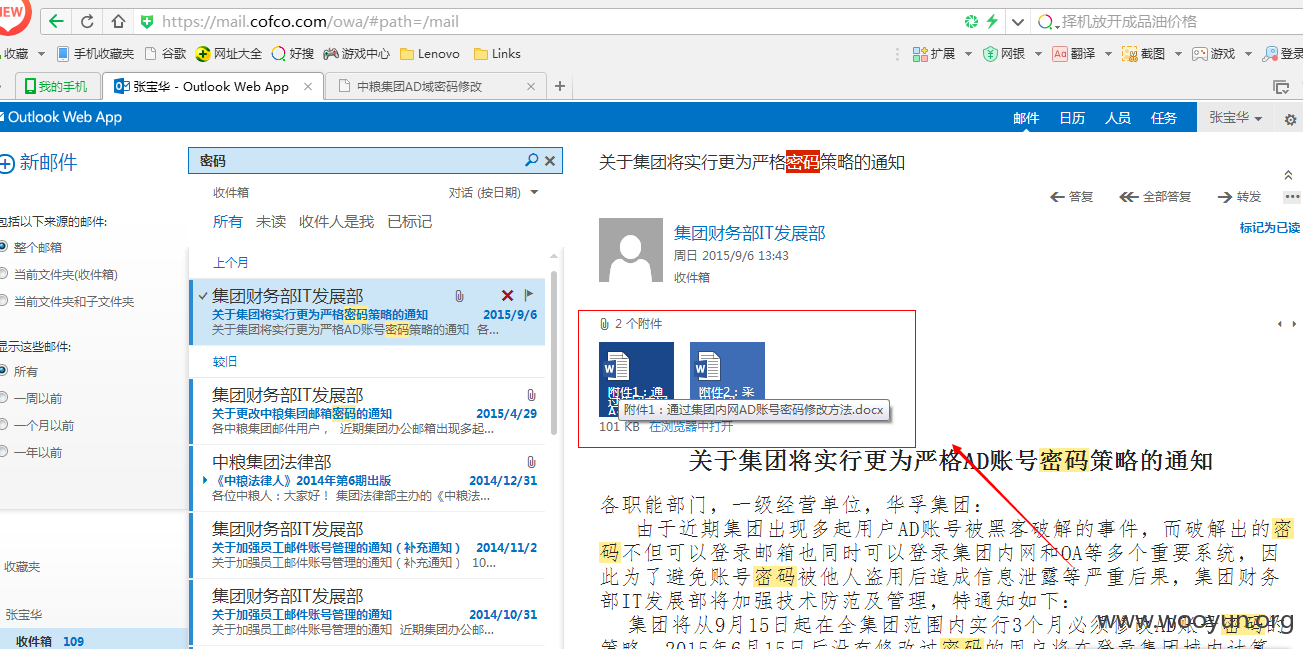 NEW
https://mail.cofco.com/owa/#path=/mail
择机放开成品油价格
收藏 手机收藏夹 谷歌 网址大全 好搜 游戏中心 Lenovo Links 扩展 网银 Aa 翻译 截图 游戏 登录
我的手机 张宝华 - Outlook Web App 中粮集团AD域密码修改
Outlook Web App 邮件 日历 人员 任务 张宝华
新邮件
包括以下来源的邮件:
整个邮箱
当前文件夹(收件箱)
当前文件夹和子文件夹
显示这些邮件:
所有
一周以前
一个月以前
一年以前
收藏夹
张宝华
收件箱 109
密码
收件箱 对话 (按日期)
所有 未读 收件人是我 已标记
上个月
集团财务部IT发展部
关于集团将实行更为严格密码策略的通知 2015/9/6
关于集团将实行更为严格AD账号密码策略的通知 各...
较旧
集团财务部IT发展部
关于更改中粮集团邮箱密码的通知 2015/4/29
各中粮集团邮件用户， 近期集团办公邮箱出现多起...
中粮集团法律部
《中粮法律人》2014年第6期出版 2014/12/31
各位中粮人：大家好！ 集团法律部主办的《中粮法...
集团财务部IT发展部
关于加强员工邮件账号管理的通知（补充通知） 2014/11/2
关于加强员工邮件账号管理的通知（补充通知） 10...
集团财务部IT发展部
关于加强员工邮件账号管理的通知 2014/10/31
关于加强员工邮件账号管理的通知 近期集团办公邮...
关于集团将实行更为严格密码策略的通知
答复 全部答复 转发
标记为已读
集团财务部IT发展部
周日 2015/9/6 13:43
收件箱
2 个附件
附件1：通 附件2：采
附件1：通过集团内网AD账号密码修改方法.docx
101 KB 在浏览器中打开
关于集团将实行更为严格AD账号密码策略的通知
各职能部门，一级经营单位，华孚集团：
由于近期集团出现多起用户AD账号被黑客破解的事件，而破解出的密
码不但可以登录邮箱也同时可以登录集团内网和OA等多个重要系统，因
此为了避免账号密码被他人盗用后造成信息泄露等严重后果，集团财务
部IT发展部将加强技术防范及管理，特通知如下：
集团将从9月15日起在全集团范围内实行3个月必须修改AD账号密码的
策略，2015年6月15日后没有修改过密码的用户将在登录集团域内计算
www.wooyun.org